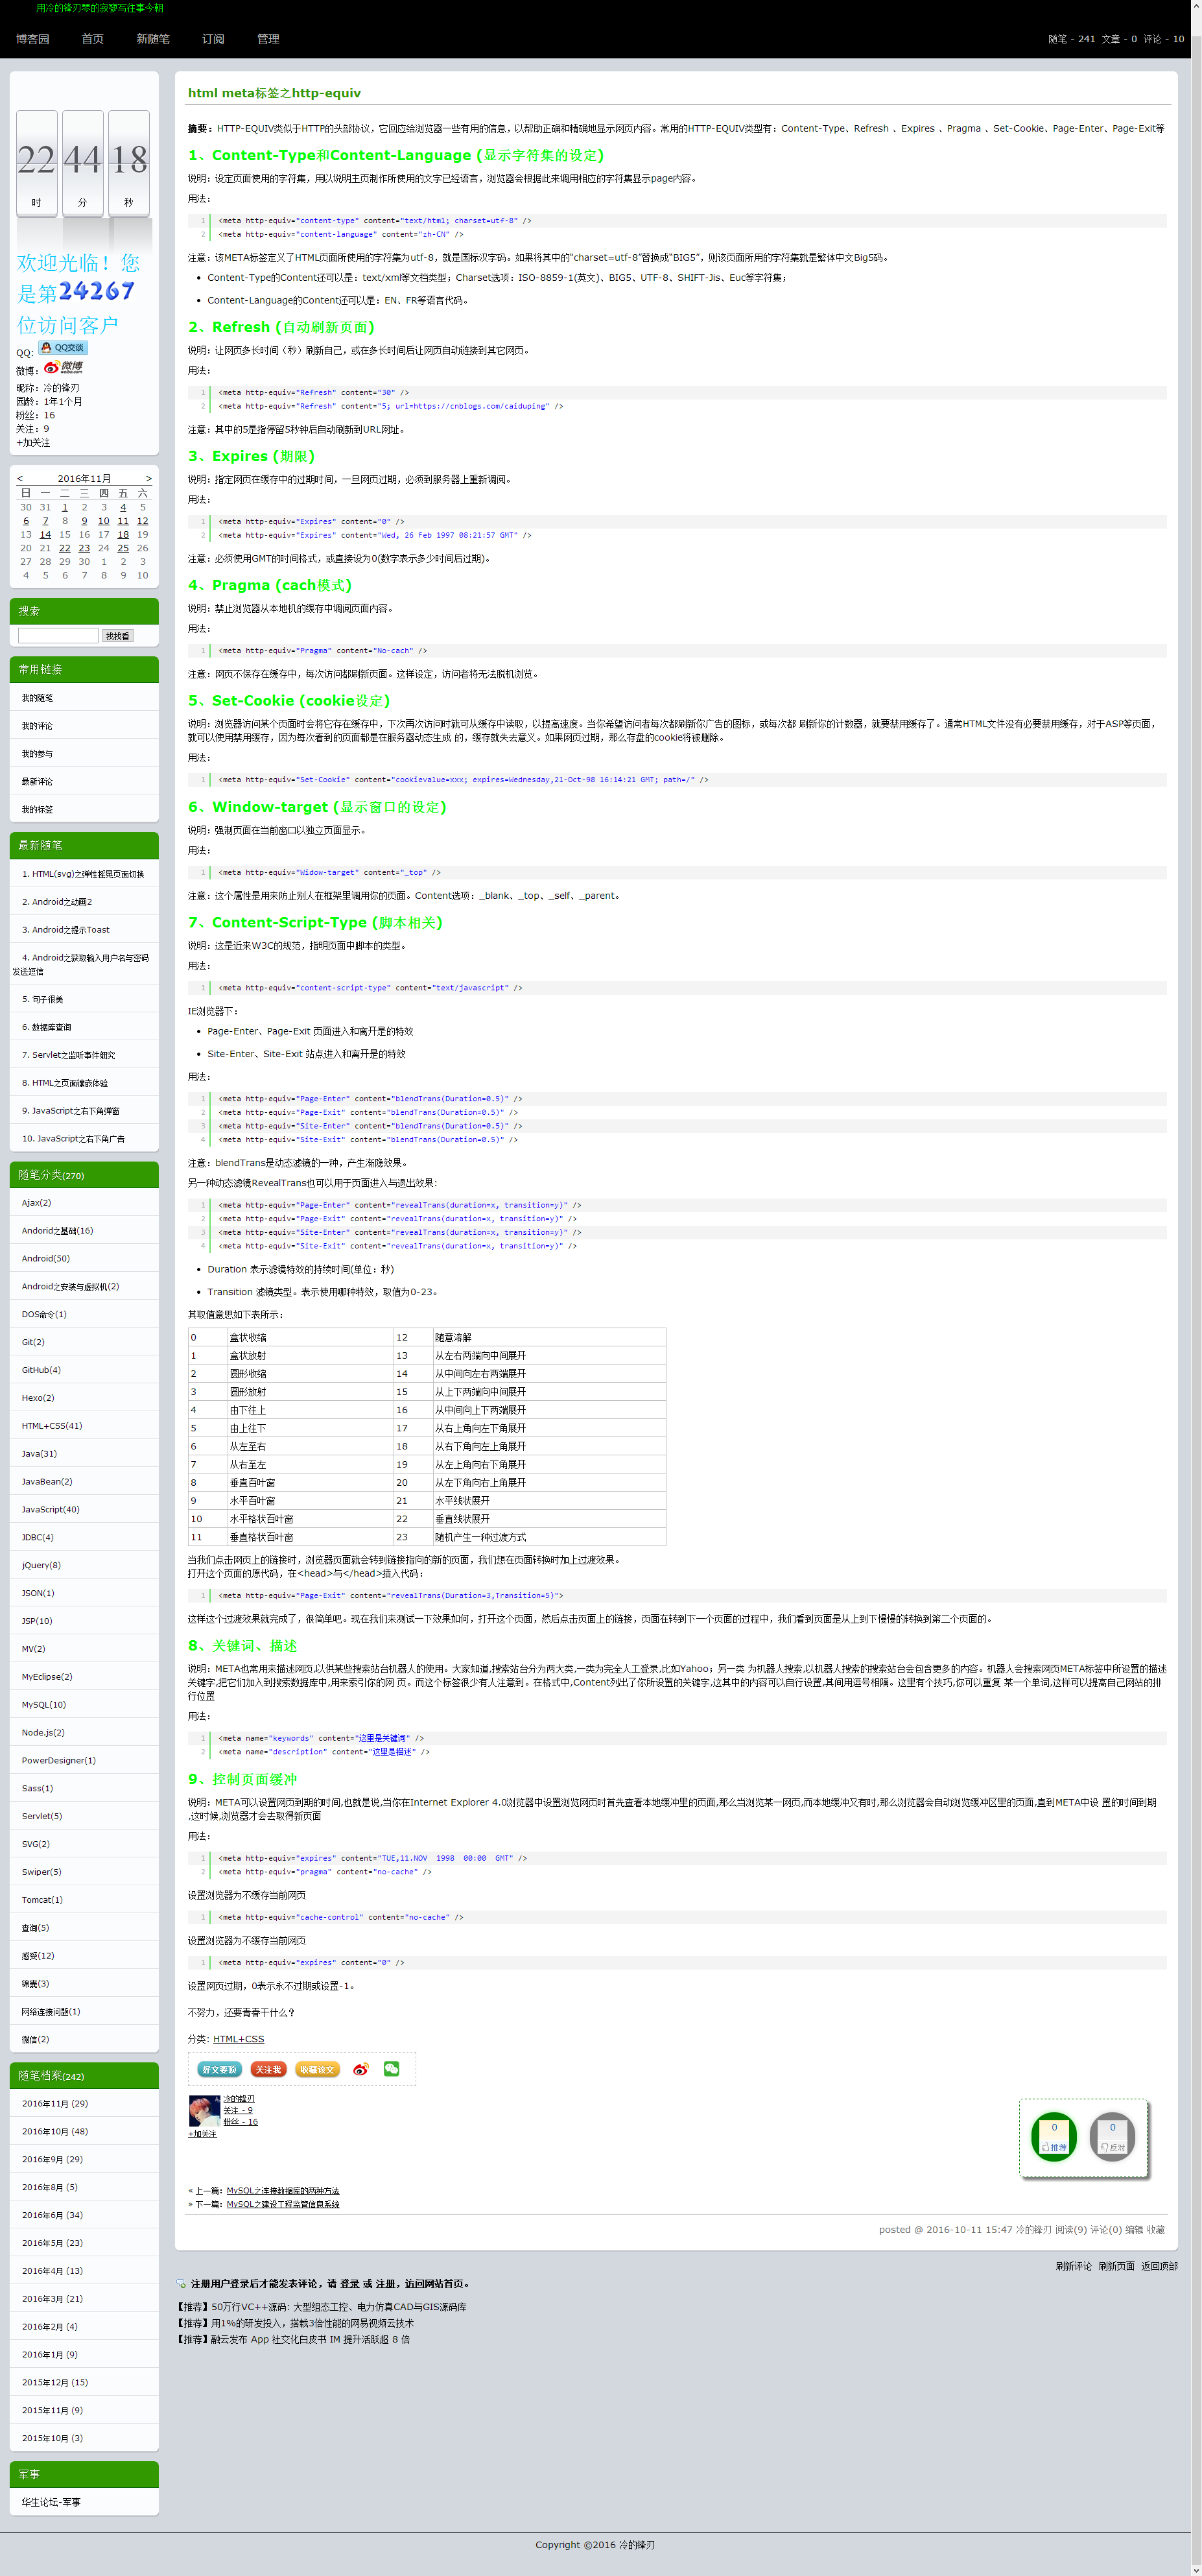 用冷的锋刃琴的寂寥写往事今朝
博客园 首页 新随笔 订阅 管理
随笔 - 241 文章 - 0 评论 - 10
22 44 18
时 分 秒
欢迎光临！您
是第24267
位访问客户
QQ: QQ交谈
微博：微博
weibo.com
昵称：冷的锋刃
园龄：1年1个月
粉丝：16
关注：9
+加关注
< 2016年11月 >
日 一 二 三 四 五 六
30 31 1 2 3 4 5
6 7 8 9 10 11 12
13 14 15 16 17 18 19
20 21 22 23 24 25 26
27 28 29 30 1 2 3
4 5 6 7 8 9 10
搜索
找找看
常用链接
我的随笔
我的评论
我的参与
最新评论
我的标签
最新随笔
1. HTML(svg)之弹性摇晃页面切换
2. Android之动画2
3. Android之提示Toast
4. Android之获取输入用户名与密码
发送短信
5. 句子很美
6. 数据库查询
7. Servlet之监听事件细究
8. HTML之页面镶嵌体验
9. JavaScript之右下角弹窗
10. JavaScript之右下角广告
随笔分类(270)
Ajax(2)
Andorid之基础(16)
Android(50)
Android之安装与虚拟机(2)
DOS命令(1)
Git(2)
GitHub(4)
Hexo(2)
HTML+CSS(41)
Java(31)
JavaBean(2)
JavaScript(40)
JDBC(4)
jQuery(8)
JSON(1)
JSP(10)
MV(2)
MyEclipse(2)
MySQL(10)
Node.js(2)
PowerDesigner(1)
Sass(1)
Servlet(5)
SVG(2)
Swiper(5)
Tomcat(1)
查询(5)
感受(12)
锦囊(3)
网络连接问题(1)
微信(2)
随笔档案(242)
2016年11月 (29)
2016年10月 (48)
2016年9月 (29)
2016年8月 (5)
2016年6月 (34)
2016年5月 (23)
2016年4月 (13)
2016年3月 (21)
2016年2月 (4)
2016年1月 (9)
2015年12月 (15)
2015年11月 (9)
2015年10月 (3)
军事
华生论坛-军事
html meta标签之http-equiv
摘要：HTTP-EQUIV类似于HTTP的头部协议，它回应给浏览器一些有用的信息，以帮助正确和精确地显示网页内容。常用的HTTP-EQUIV类型有：Content-Type、Refresh 、Expires 、Pragma 、Set-Cookie、Page-Enter、Page-Exit等
1、Content-Type和Content-Language (显示字符集的设定)
说明：设定页面使用的字符集，用以说明主页制作所使用的文字已经语言，浏览器会根据此来调用相应的字符集显示page内容。
用法：
1 <meta http-equiv="content-type" content="text/html; charset=utf-8" />
2 <meta http-equiv="content-language" content="zh-CN" />
注意：该META标签定义了HTML页面所使用的字符集为utf-8，就是国标汉字码。如果将其中的“charset=utf-8”替换成“BIG5”，则该页面所用的字符集就是繁体中文Big5码。
• Content-Type的Content还可以是：text/xml等文档类型；Charset选项：ISO-8859-1(英文)、BIG5、UTF-8、SHIFT-Jis、Euc等字符集；
• Content-Language的Content还可以是：EN、FR等语言代码。
2、Refresh (自动刷新页面)
说明：让网页多长时间（秒）刷新自己，或在多长时间后让网页自动链接到其它网页。
用法：
1 <meta http-equiv="Refresh" content="30" />
2 <meta http-equiv="Refresh" content="5; url=https://cnblogs.com/caiduping" />
注意：其中的5是指停留5秒钟后自动刷新到URL网址。
3、Expires (期限)
说明：指定网页在缓存中的过期时间，一旦网页过期，必须到服务器上重新调阅。
用法：
1 <meta http-equiv="Expires" content="0" />
2 <meta http-equiv="Expires" content="Wed, 26 Feb 1997 08:21:57 GMT" />
注意：必须使用GMT的时间格式，或直接设为0(数字表示多少时间后过期)。
4、Pragma (cach模式)
说明：禁止浏览器从本地机的缓存中调阅页面内容。
用法：
1 <meta http-equiv="Pragma" content="No-cach" />
注意：网页不保存在缓存中，每次访问都刷新页面。这样设定，访问者将无法脱机浏览。
5、Set-Cookie (cookie设定)
说明：浏览器访问某个页面时会将它存在缓存中，下次再次访问时就可从缓存中读取，以提高速度。当你希望访问者每次都刷新你广告的图标，或每次都 刷新你的计数器，就要禁用缓存了。通常HTML文件没有必要禁用缓存，对于ASP等页面，
就可以使用禁用缓存，因为每次看到的页面都是在服务器动态生成 的，缓存就失去意义。如果网页过期，那么存盘的cookie将被删除。
用法：
1 <meta http-equiv="Set-Cookie" content="cookievalue=xxx; expires=Wednesday,21-Oct-98 16:14:21 GMT; path=/" />
6、Window-target (显示窗口的设定)
说明：强制页面在当前窗口以独立页面显示。
用法：
1 <meta http-equiv="Widow-target" content="_top" />
注意：这个属性是用来防止别人在框架里调用你的页面。Content选项：_blank、_top、_self、_parent。
7、Content-Script-Type (脚本相关)
说明：这是近来W3C的规范，指明页面中脚本的类型。
用法：
1 <meta http-equiv="content-script-type" content="text/javascript" />
IE浏览器下：
• Page-Enter、Page-Exit 页面进入和离开是的特效
• Site-Enter、Site-Exit 站点进入和离开是的特效
用法：
1 <meta http-equiv="Page-Enter" content="blendTrans(Duration=0.5)" />
2 <meta http-equiv="Page-Exit" content="blendTrans(Duration=0.5)" />
3 <meta http-equiv="Site-Enter" content="blendTrans(Duration=0.5)" />
4 <meta http-equiv="Site-Exit" content="blendTrans(Duration=0.5)" />
注意：blendTrans是动态滤镜的一种，产生渐隐效果。
另一种动态滤镜RevealTrans也可以用于页面进入与退出效果:
1 <meta http-equiv="Page-Enter" content="revealTrans(duration=x, transition=y)" />
2 <meta http-equiv="Page-Exit" content="revealTrans(duration=x, transition=y)" />
3 <meta http-equiv="Site-Enter" content="revealTrans(duration=x, transition=y)" />
4 <meta http-equiv="Site-Exit" content="revealTrans(duration=x, transition=y)" />
• Duration 表示滤镜特效的持续时间(单位：秒)
• Transition 滤镜类型。表示使用哪种特效，取值为0-23。
其取值意思如下表所示：
0 盒状收缩 12 随意溶解
1 盒状放射 13 从左右两端向中间展开
2 圆形收缩 14 从中间向左右两端展开
3 圆形放射 15 从上下两端向中间展开
4 由下往上 16 从中间向上下两端展开
5 由上往下 17 从右上角向左下角展开
6 从左至右 18 从右下角向左上角展开
7 从右至左 19 从左上角向右下角展开
8 垂直百叶窗 20 从左下角向右上角展开
9 水平百叶窗 21 水平线状展开
10 水平格状百叶窗 22 垂直线状展开
11 垂直格状百叶窗 23 随机产生一种过渡方式
当我们点击网页上的链接时，浏览器页面就会转到链接指向的新的页面，我们想在页面转换时加上过渡效果。
打开这个页面的原代码，在<head>与</head>插入代码：
1 <meta http-equiv="Page-Exit" content="revealTrans(Duration=3,Transition=5)">
这样这个过渡效果就完成了，很简单吧。现在我们来测试一下效果如何，打开这个页面，然后点击页面上的链接，页面在转到下一个页面的过程中，我们看到页面是从上到下慢慢的转换到第二个页面的。
8、关键词、描述
说明：META也常用来描述网页,以供某些搜索站台机器人的使用。大家知道,搜索站台分为两大类,一类为完全人工登录,比如Yahoo；另一类 为机器人搜索,以机器人搜索的搜索站台会包含更多的内容。机器人会搜索网页META标签中所设置的描述
关键字,把它们加入到搜索数据库中,用来索引你的网 页。而这个标签很少有人注意到。在格式中,Content列出了你所设置的关键字,这其中的内容可以自行设置,其间用逗号相隔。这里有个技巧,你可以重复 某一个单词,这样可以提高自己网站的排
行位置
用法：
1 <meta name="keywords" content="这里是关键词" />
2 <meta name="description" content="这里是描述" />
9、控制页面缓冲
说明：META可以设置网页到期的时间,也就是说,当你在Internet Explorer 4.0浏览器中设置浏览网页时首先查看本地缓冲里的页面,那么当浏览某一网页,而本地缓冲又有时,那么浏览器会自动浏览缓冲区里的页面,直到META中设 置的时间到期
,这时候,浏览器才会去取得新页面
用法：
1 <meta http-equiv="expires" content="TUE,11.NOV 1998 00:00 GMT" />
2 <meta http-equiv="pragma" content="no-cache" />
设置浏览器为不缓存当前网页
1 <meta http-equiv="cache-control" content="no-cache" />
设置浏览器为不缓存当前网页
1 <meta http-equiv="expires" content="0" />
设置网页过期，0表示永不过期或设置-1。
不努力，还要青春干什么？
分类: HTML+CSS
好文要顶 关注我 收藏该文
冷的锋刃
关注 - 9
粉丝 - 16
+加关注
0 0
推荐 反对
« 上一篇：MySQL之连接数据库的两种方法
» 下一篇：MySQL之建设工程监管信息系统
posted @ 2016-10-11 15:47 冷的锋刃 阅读(9) 评论(0) 编辑 收藏
刷新评论 刷新页面 返回顶部
注册用户登录后才能发表评论，请 登录 或 注册，访问网站首页。
【推荐】50万行VC++源码: 大型组态工控、电力仿真CAD与GIS源码库
【推荐】用1%的研发投入，搭载3倍性能的网易视频云技术
【推荐】融云发布 App 社交化白皮书 IM 提升活跃超 8 倍
Copyright ©2016 冷的锋刃